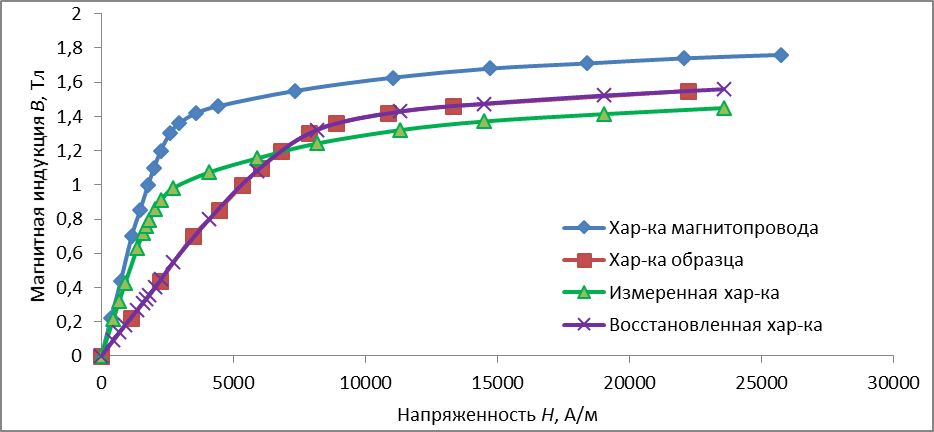 2
1,8
1,6
1,4
1,2
1
0,8
0,6
0,4
0,2
0
Магнитная индукция B, Тл
0 5000 10000 15000 20000 25000 30000
Напряженность H, А/м
Хар-ка магнитопровода
Хар-ка образца
Измеренная хар-ка
Восстановленная хар-ка